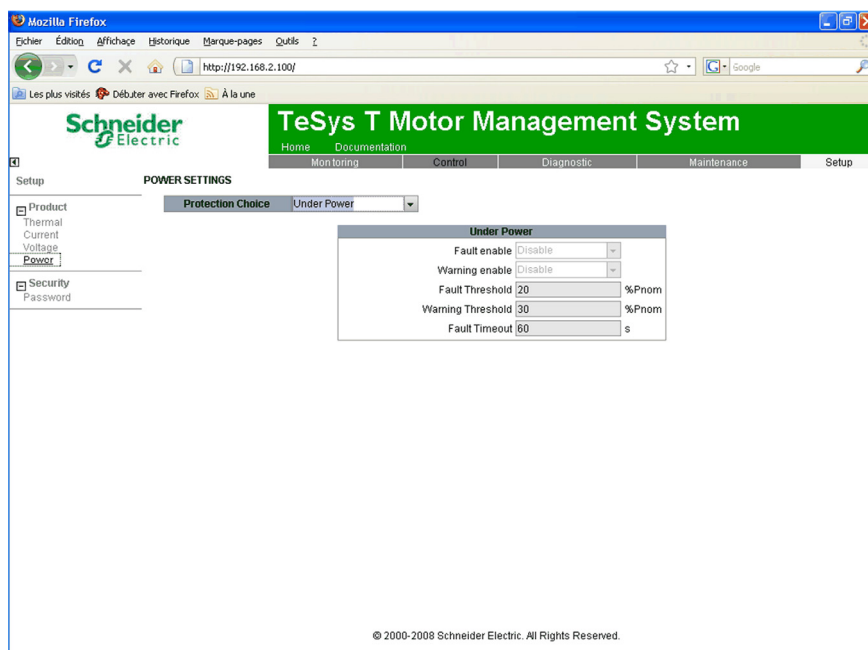 Mozilla Firefox
Fichier Édition Affichage Historique Marque-pages Outils ?
http://192.168.2.100/
Google
Les plus visités Débuter avec Firefox À la une
Schneider
Electric
TeSys T Motor Management System
Home Documentation
Monitoring Control Diagnostic Maintenance Setup
Setup
POWER SETTINGS
Product
Thermal
Current
Voltage
Power
Security
Password
Protection Choice Under Power
Under Power
Fault enable Disable
Warning enable Disable
Fault Threshold 20 %Pnom
Warning Threshold 30 %Pnom
Fault Timeout 60 s
© 2000-2008 Schneider Electric. All Rights Reserved.